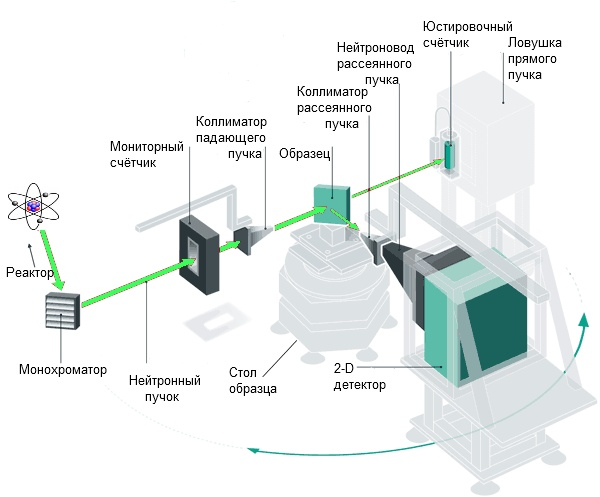 Юстировочный
счётчик
Ловушка
прямого
пучка
Нейтроновод
рассеянного
пучка
Коллиматор
рассеянного
пучка
Коллиматор
падающего
пучка
Образец
Мониторный
счётчик
Реактор
Монохроматор
Нейтронный
пучок
Стол
образца
2-D
детектор